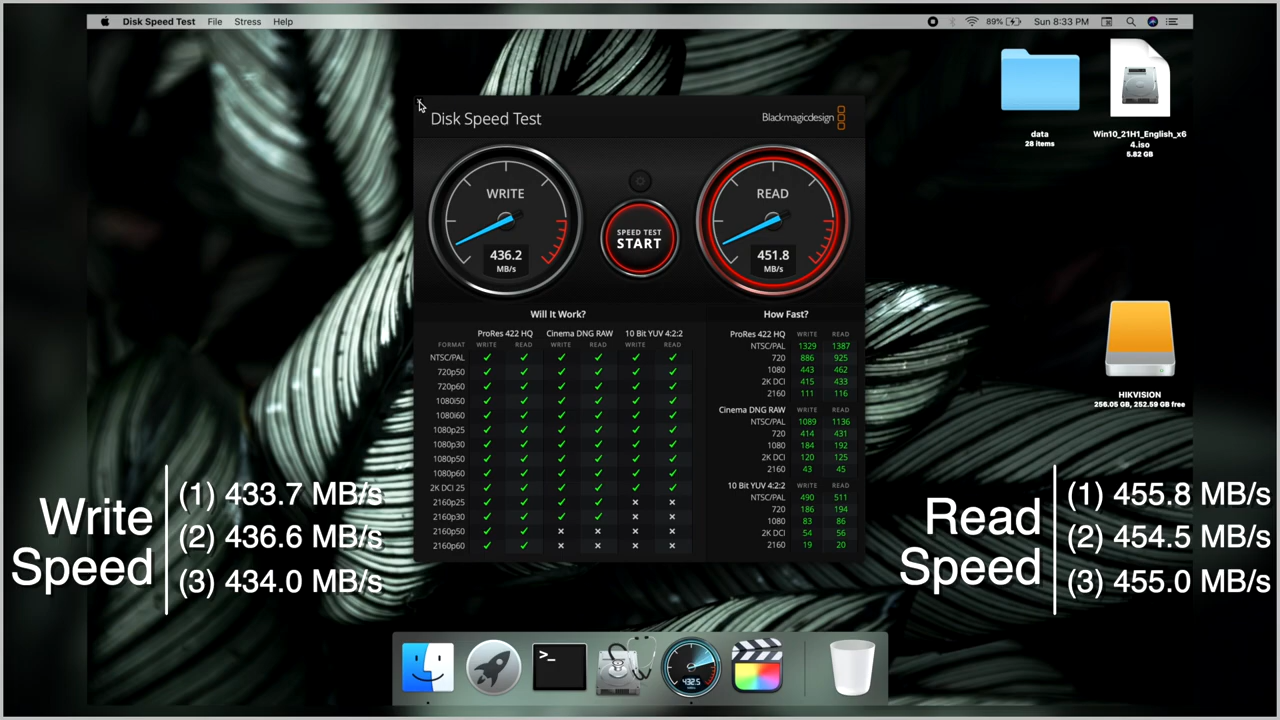 Disk Speed Test File Stress Help 89% Sun 8:33 PM
data
28 items
Win10_21H1_English_x6
4.iso
5.82 GB
Disk Speed Test
Blackmagicdesign
WRITE
436.2
MB/s
SPEED TEST
START
READ
451.8
MB/s
Will It Work?
ProRes 422 HQ Cinema DNG RAW 10 Bit YUV 4:2:2
FORMAT WRITE READ WRITE READ WRITE READ
NTSC/PAL ✓ ✓ ✓ ✓ ✓ ✓
720p50 ✓ ✓ ✓ ✓ ✓ ✓
720p60 ✓ ✓ ✓ ✓ ✓ ✓
1080i50 ✓ ✓ ✓ ✓ ✓ ✓
1080i60 ✓ ✓ ✓ ✓ ✓ ✓
1080p25 ✓ ✓ ✓ ✓ ✓ ✓
1080p30 ✓ ✓ ✓ ✓ ✓ ✓
1080p50 ✓ ✓ ✓ ✓ ✓ ✓
1080p60 ✓ ✓ ✓ ✓ ✓ ✓
2K DCI 25 ✓ ✓ ✓ ✓ ✓ ✓
2160p25 ✓ ✓ ✓ ✓ × ×
2160p30 ✓ ✓ ✓ ✓ × ×
2160p50 ✓ ✓ × × × ×
2160p60 ✓ ✓ × × × ×
How Fast?
ProRes 422 HQ WRITE READ
NTSC/PAL 1329 1387
720 886 925
1080 443 462
2K DCI 415 433
2160 111 116
Cinema DNG RAW WRITE READ
NTSC/PAL 1089 1136
720 414 431
1080 184 192
2K DCI 120 125
2160 43 45
10 Bit YUV 4:2:2 WRITE READ
NTSC/PAL 490 511
720 186 194
1080 83 86
2K DCI 54 56
2160 19 20
HIKVISION
256.05 GB, 252.59 GB free
Write
Speed
(1) 433.7 MB/s
(2) 436.6 MB/s
(3) 434.0 MB/s
Read
Speed
(1) 455.8 MB/s
(2) 454.5 MB/s
(3) 455.0 MB/s
>_
432.5